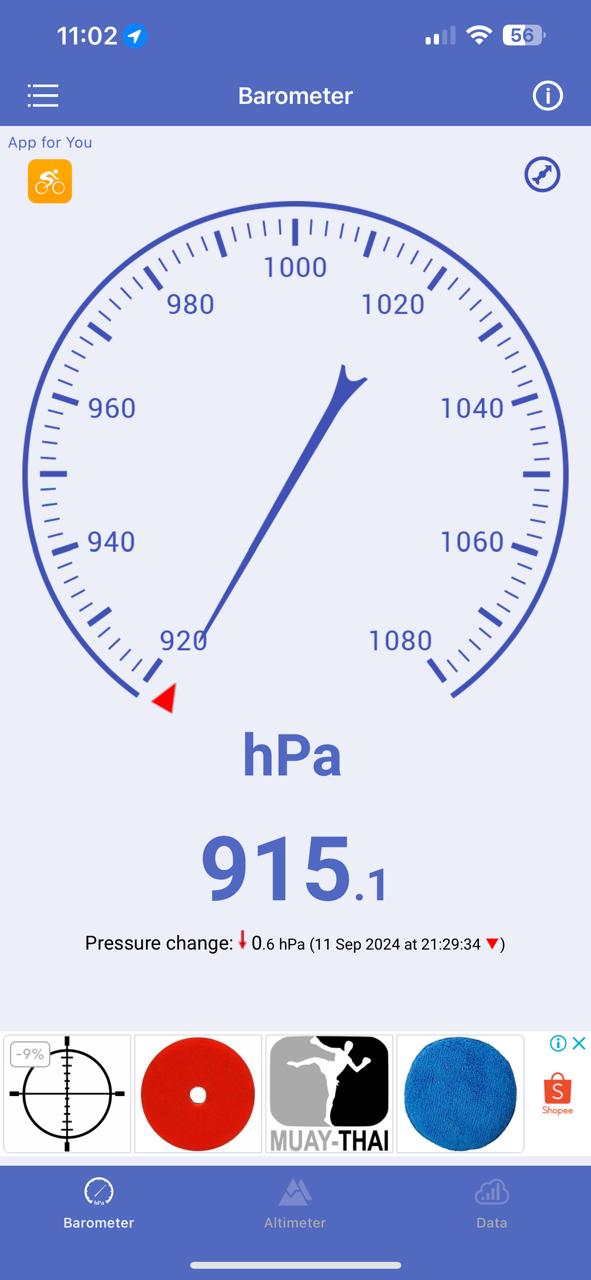 11:02
56
Barometer
App for You
1000
980
1020
960
1040
940
1060
920
1080
hPa
915.1
Pressure change: 0.6 hPa (11 Sep 2024 at 21:29:34 ▼)
-9%
MUAY-THAI
Shopee
hPa
Barometer
Altimeter
Data